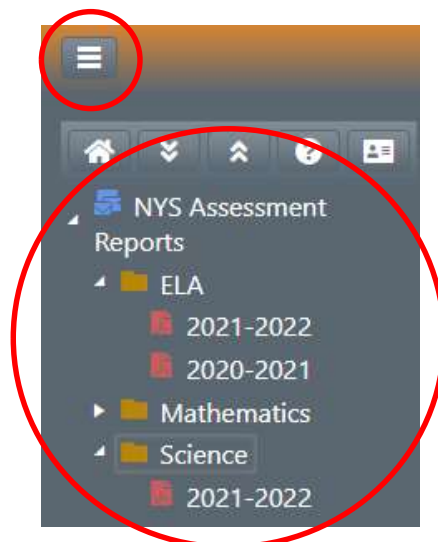 NYS Assessment
Reports
ELA
2021-2022
2020-2021
Mathematics
Science
2021-2022